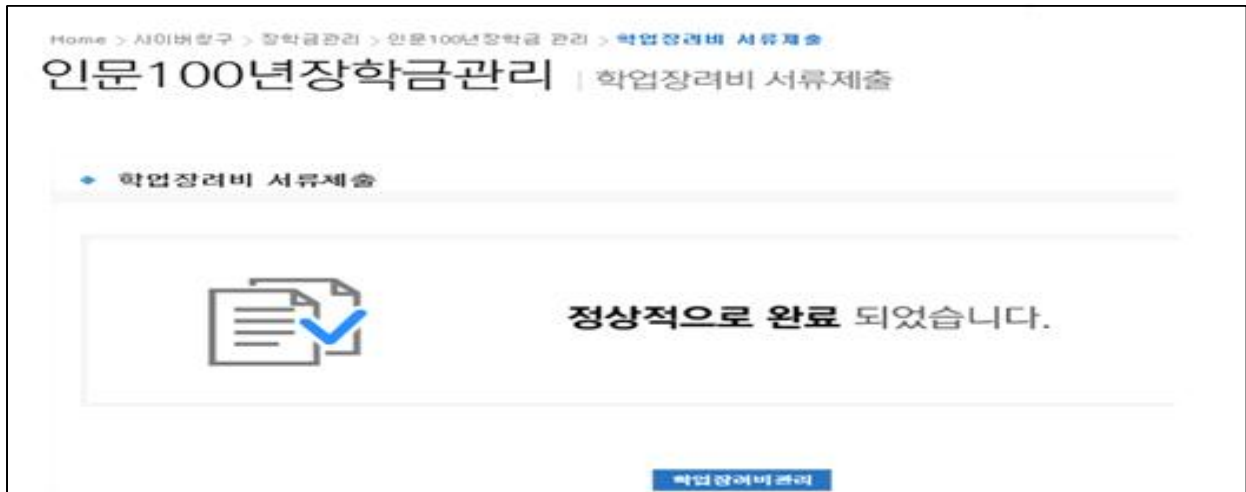 Home > 사이버창구 > 장학금관리 > 인문100년장학금 관리 > 학업장려비 서류제출
인문100년장학금관리 | 학업장려비 서류제출
학업장려비 서류제출
정상적으로 완료 되었습니다.
학업장려비관리